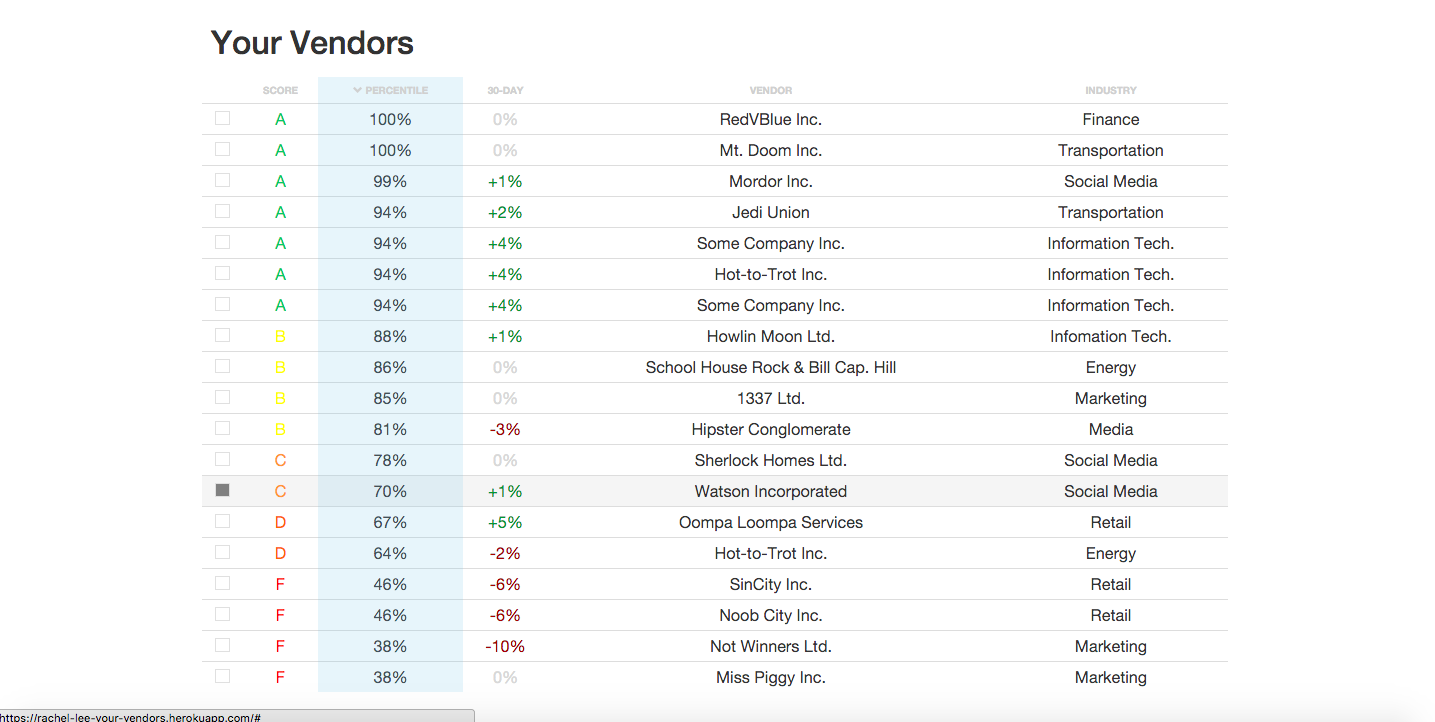 Your Vendors
SCORE PERCENTILE 30-DAY VENDOR INDUSTRY
A 100% 0% RedVBlue Inc. Finance
A 100% 0% Mt. Doom Inc. Transportation
A 99% +1% Mordor Inc. Social Media
A 94% +2% Jedi Union Transportation
A 94% +4% Some Company Inc. Information Tech.
A 94% +4% Hot-to-Trot Inc. Information Tech.
A 94% +4% Some Company Inc. Information Tech.
B 88% +1% Howlin Moon Ltd. Infomation Tech.
B 86% 0% School House Rock & Bill Cap. Hill Energy
B 85% 0% 1337 Ltd. Marketing
B 81% -3% Hipster Conglomerate Media
C 78% 0% Sherlock Homes Ltd. Social Media
C 70% +1% Watson Incorporated Social Media
D 67% +5% Oompa Loompa Services Retail
D 64% -2% Hot-to-Trot Inc. Energy
F 46% -6% SinCity Inc. Retail
F 46% -6% Noob City Inc. Retail
F 38% -10% Not Winners Ltd. Marketing
F 38% 0% Miss Piggy Inc. Marketing
https://rachel-lee-your-vendors.herokuapp.com/#